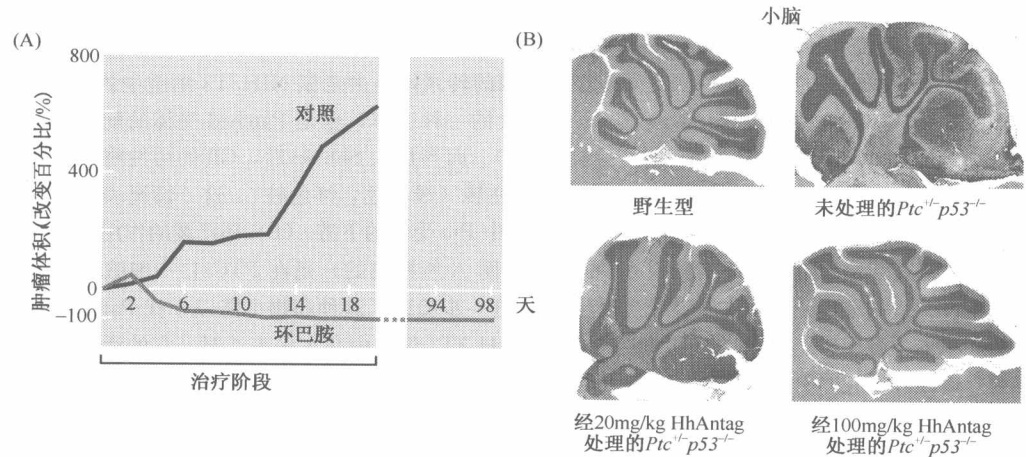 小脑
(A)
(B)
800
400
0
−100
肿瘤体积(改变百分比/%)
对照
2 6 10 14 18 94 98 天
环巴胺
治疗阶段
野生型
未处理的Ptc+/−p53−/−
经20mg/kg HhAntag
处理的Ptc+/−p53−/−
经100mg/kg HhAntag
处理的Ptc+/−p53−/−